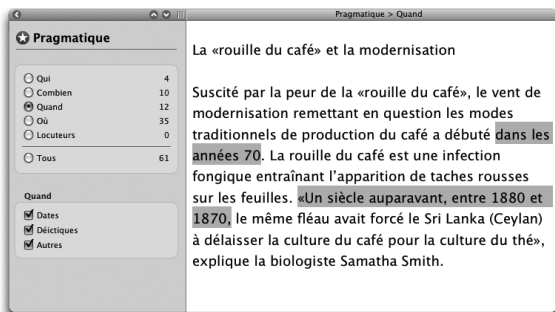 Pragmatique > Quand
Pragmatique
Qui 4
Combien 10
Quand 12
Où 35
Locuteurs 0
Tous 61
Quand
Dates
Déictiques
Autres
La «rouille du café» et la modernisation
Suscité par la peur de la «rouille du café», le vent de
modernisation remettant en question les modes
traditionnels de production du café a débuté dans les
années 70. La rouille du café est une infection
fongique entraînant l’apparition de taches rousses
sur les feuilles. «Un siècle auparavant, entre 1880 et
1870, le même fléau avait forcé le Sri Lanka (Ceylan)
à délaisser la culture du café pour la culture du thé»,
explique la biologiste Samatha Smith.